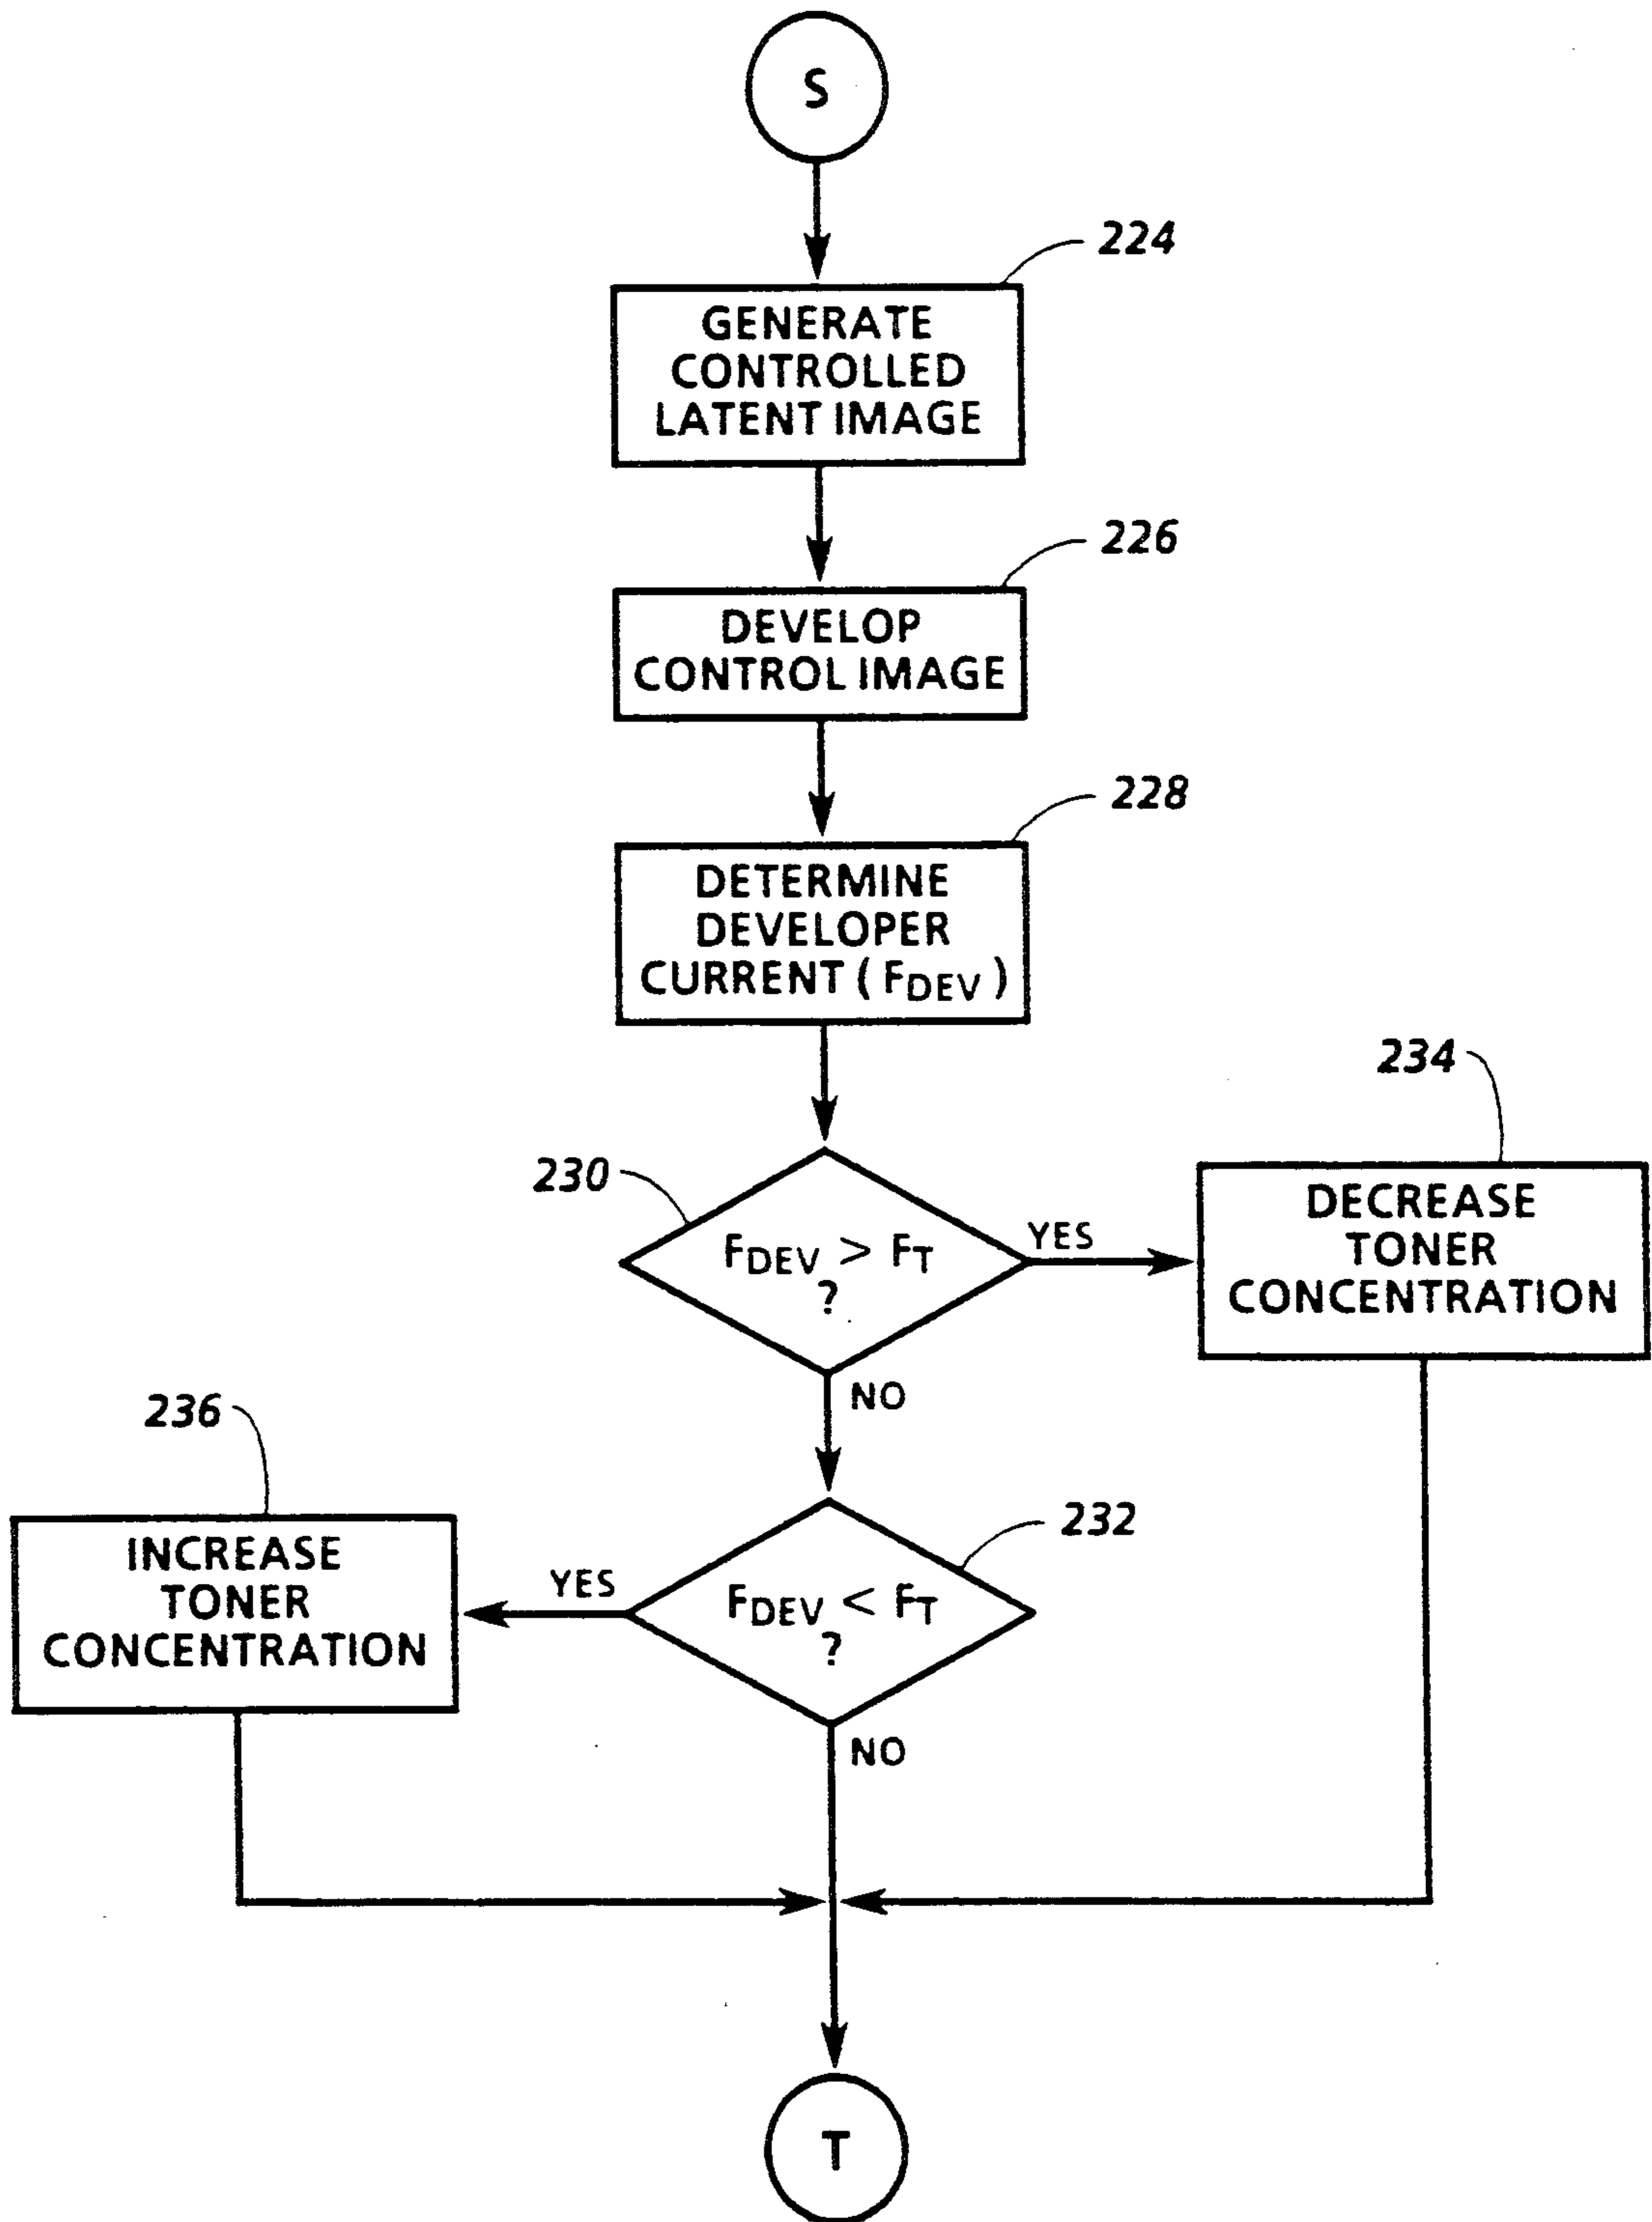 S
224
GENERATE
CONTROLLED
LATENT IMAGE
226
DEVELOP
CONTROL IMAGE
228
DETERMINE
DEVELOPER
CURRENT ( FDEV )
234
230
FDEV > FT
?
YES
DECREASE
TONER
CONCENTRATION
NO
236
232
INCREASE
TONER
CONCENTRATION
YES
FDEV < FT
?
NO
T